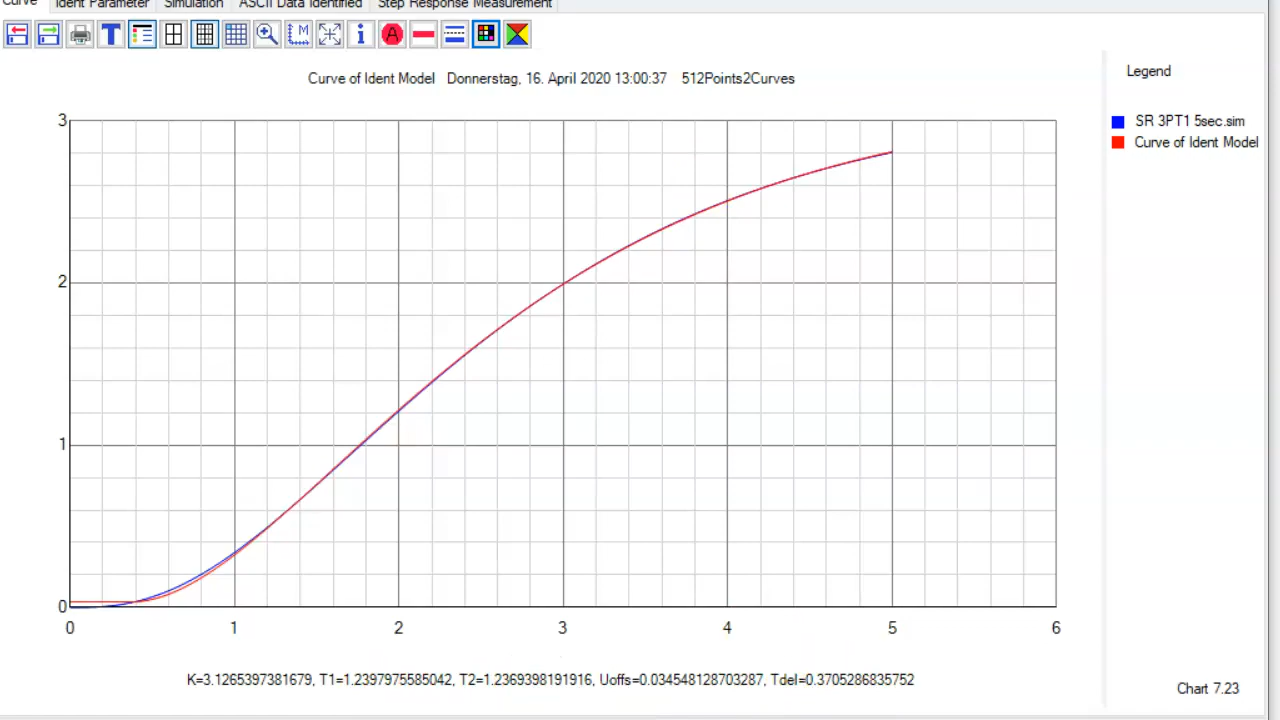 Curve Ident Parameter Simulation ASCII Data Identified Step Response Measurement
T M i A
Curve of Ident Model Donnerstag, 16. April 2020 13:00:37 512Points2Curves
Legend
SR 3PT1 5sec.sim
Curve of Ident Model
3
2
1
0
0 1 2 3 4 5 6
K=3.1265397381679, T1=1.2397975585042, T2=1.2369398191916, Uoffs=0.034548128703287, Tdel=0.3705286835752
Chart 7.23